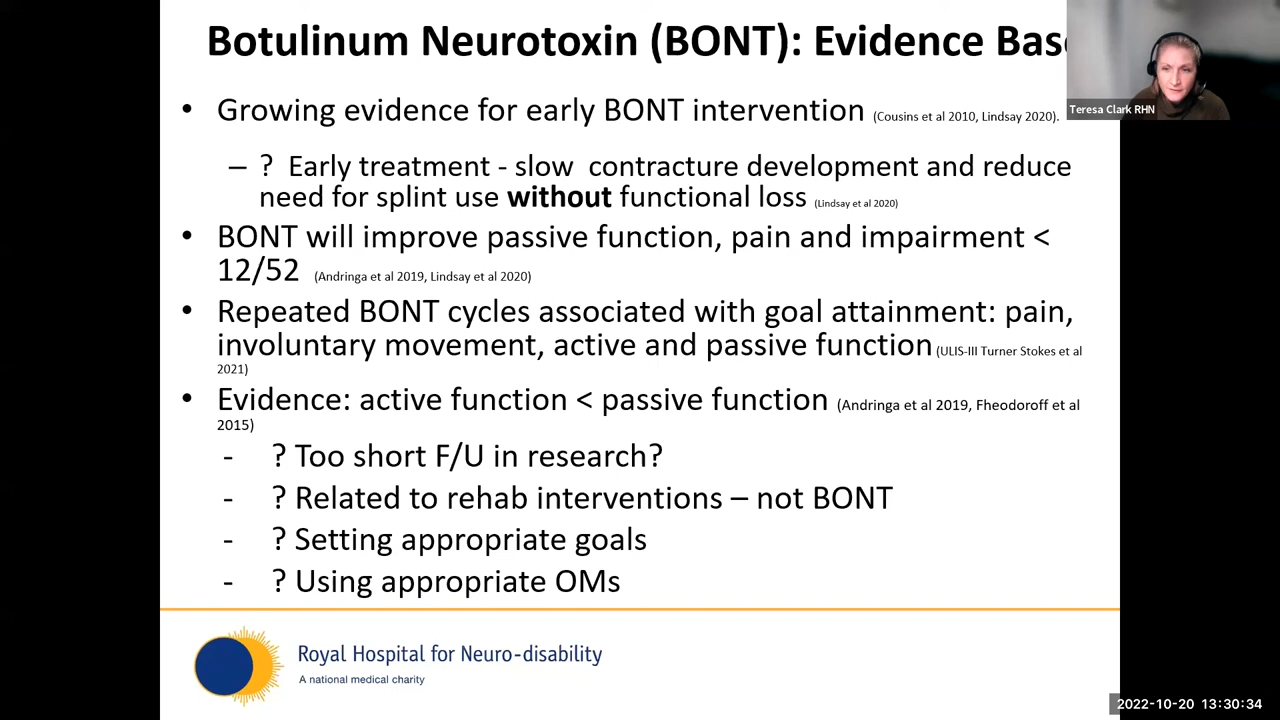 Botulinum Neurotoxin (BONT): Evidence Bas
Teresa Clark RHN
• Growing evidence for early BONT intervention (Cousins et al 2010, Lindsay 2020).
– ? Early treatment - slow contracture development and reduce
need for splint use without functional loss (Lindsay et al 2020)
• BONT will improve passive function, pain and impairment <
12/52 (Andringa et al 2019, Lindsay et al 2020)
• Repeated BONT cycles associated with goal attainment: pain,
involuntary movement, active and passive function (ULIS-III Turner Stokes et al
2021)
• Evidence: active function < passive function (Andringa et al 2019, Fheodoroff et al
2015)
- ? Too short F/U in research?
- ? Related to rehab interventions – not BONT
- ? Setting appropriate goals
- ? Using appropriate OMs
Royal Hospital for Neuro-disability
A national medical charity
2022-10-20 13:30:34